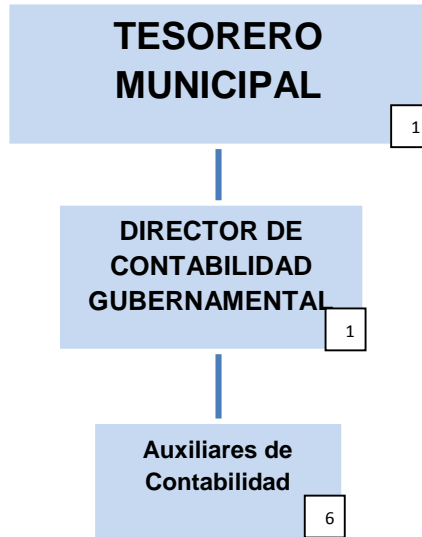 TESORERO
MUNICIPAL
1
DIRECTOR DE
CONTABILIDAD
GUBERNAMENTAL
1
Auxiliares de
Contabilidad
6